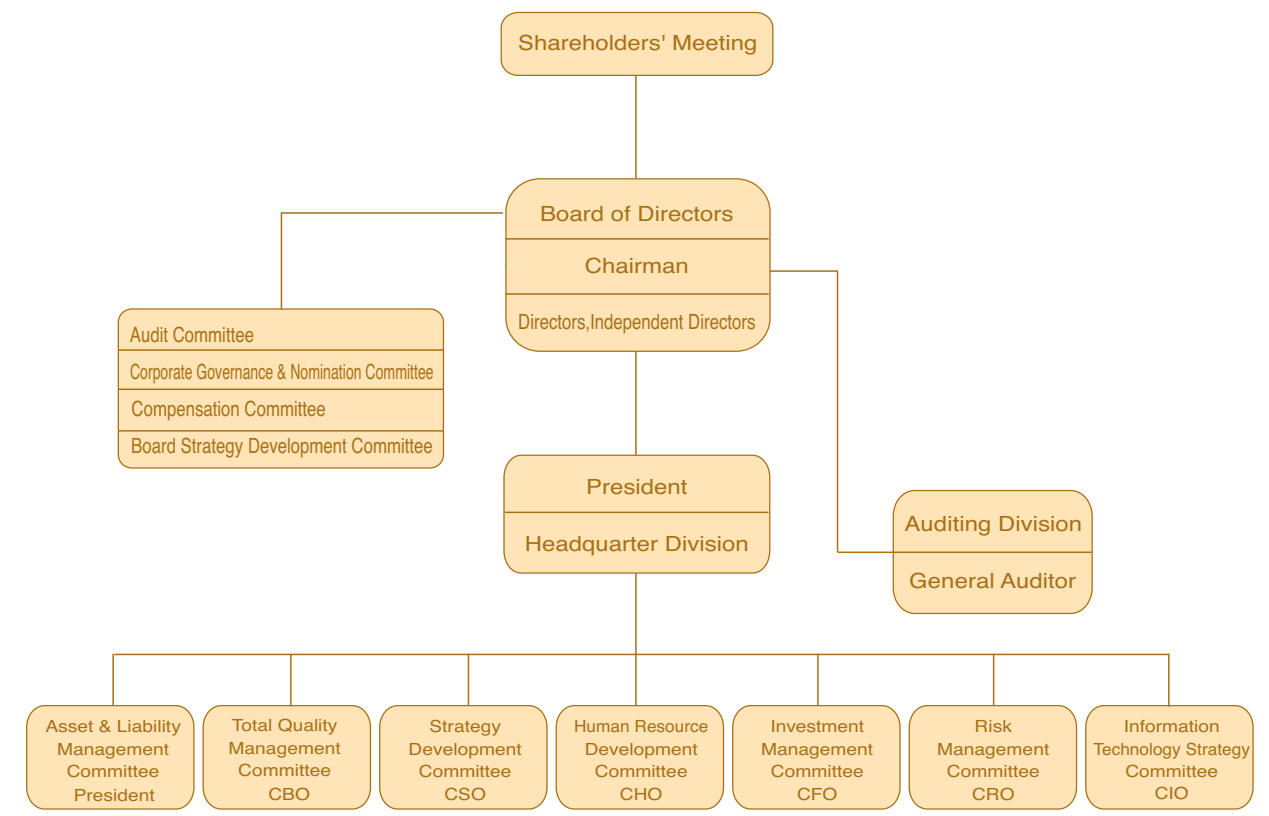 Shareholders' Meeting
Board of Directors
Chairman
Directors,Independent Directors
Audit Committee
Corporate Governance & Nomination Committee
Compensation Committee
Board Strategy Development Committee
President
Headquarter Division
Auditing Division
General Auditor
Asset & Liability
Management
Committee
President
Total Quality
Management
Committee
CBO
Strategy
Development
Committee
CSO
Human Resource
Development
Committee
CHO
Investment
Management
Committee
CFO
Risk
Management
Committee
CRO
Information
Technology Strategy
Committee
CIO